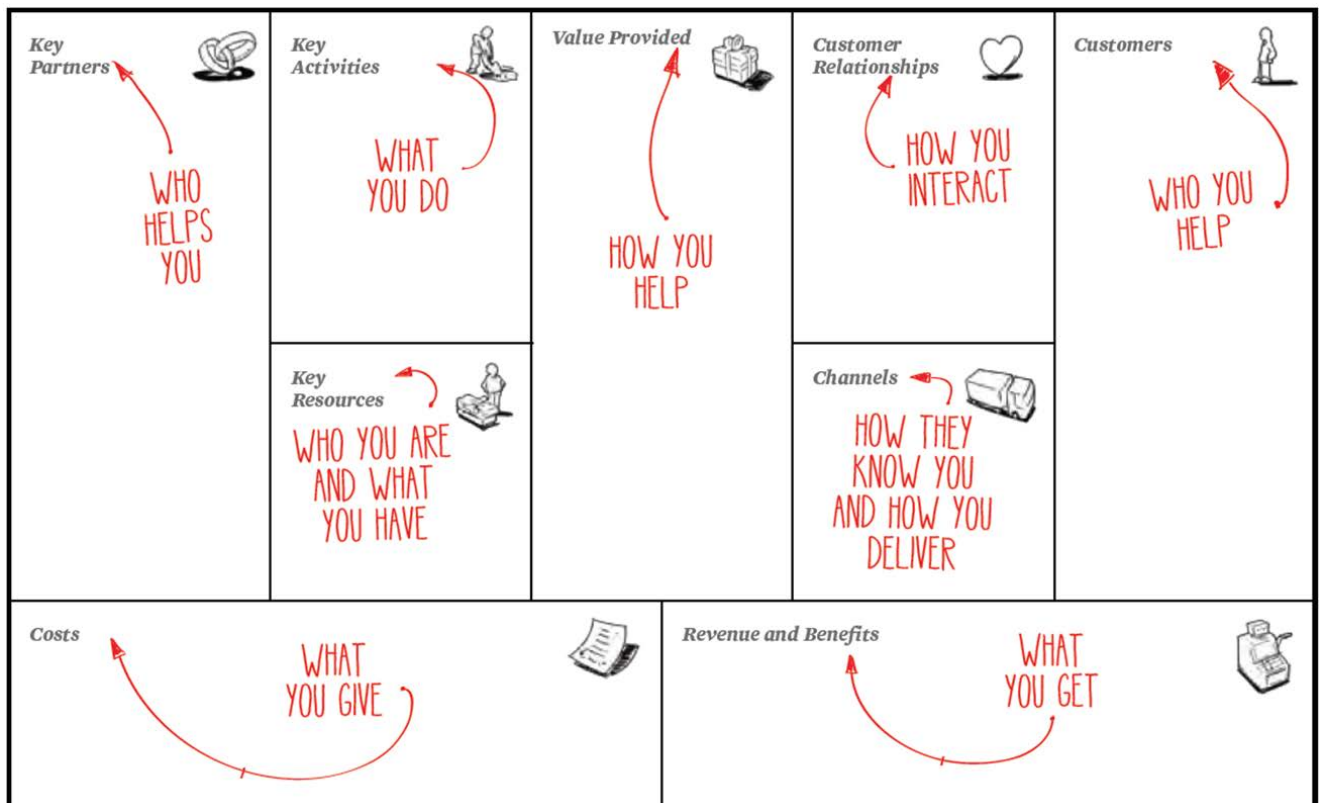 Key
Partners
WHO
HELPS
YOU
Key
Activities
WHAT
YOU DO
Key
Resources
WHO YOU ARE
AND WHAT
YOU HAVE
Value Provided
HOW YOU
HELP
Customer
Relationships
HOW YOU
INTERACT
Channels
HOW THEY
KNOW YOU
AND HOW YOU
DELIVER
Customers
WHO YOU
HELP
Costs
WHAT
YOU GIVE
Revenue and Benefits
WHAT
YOU GET